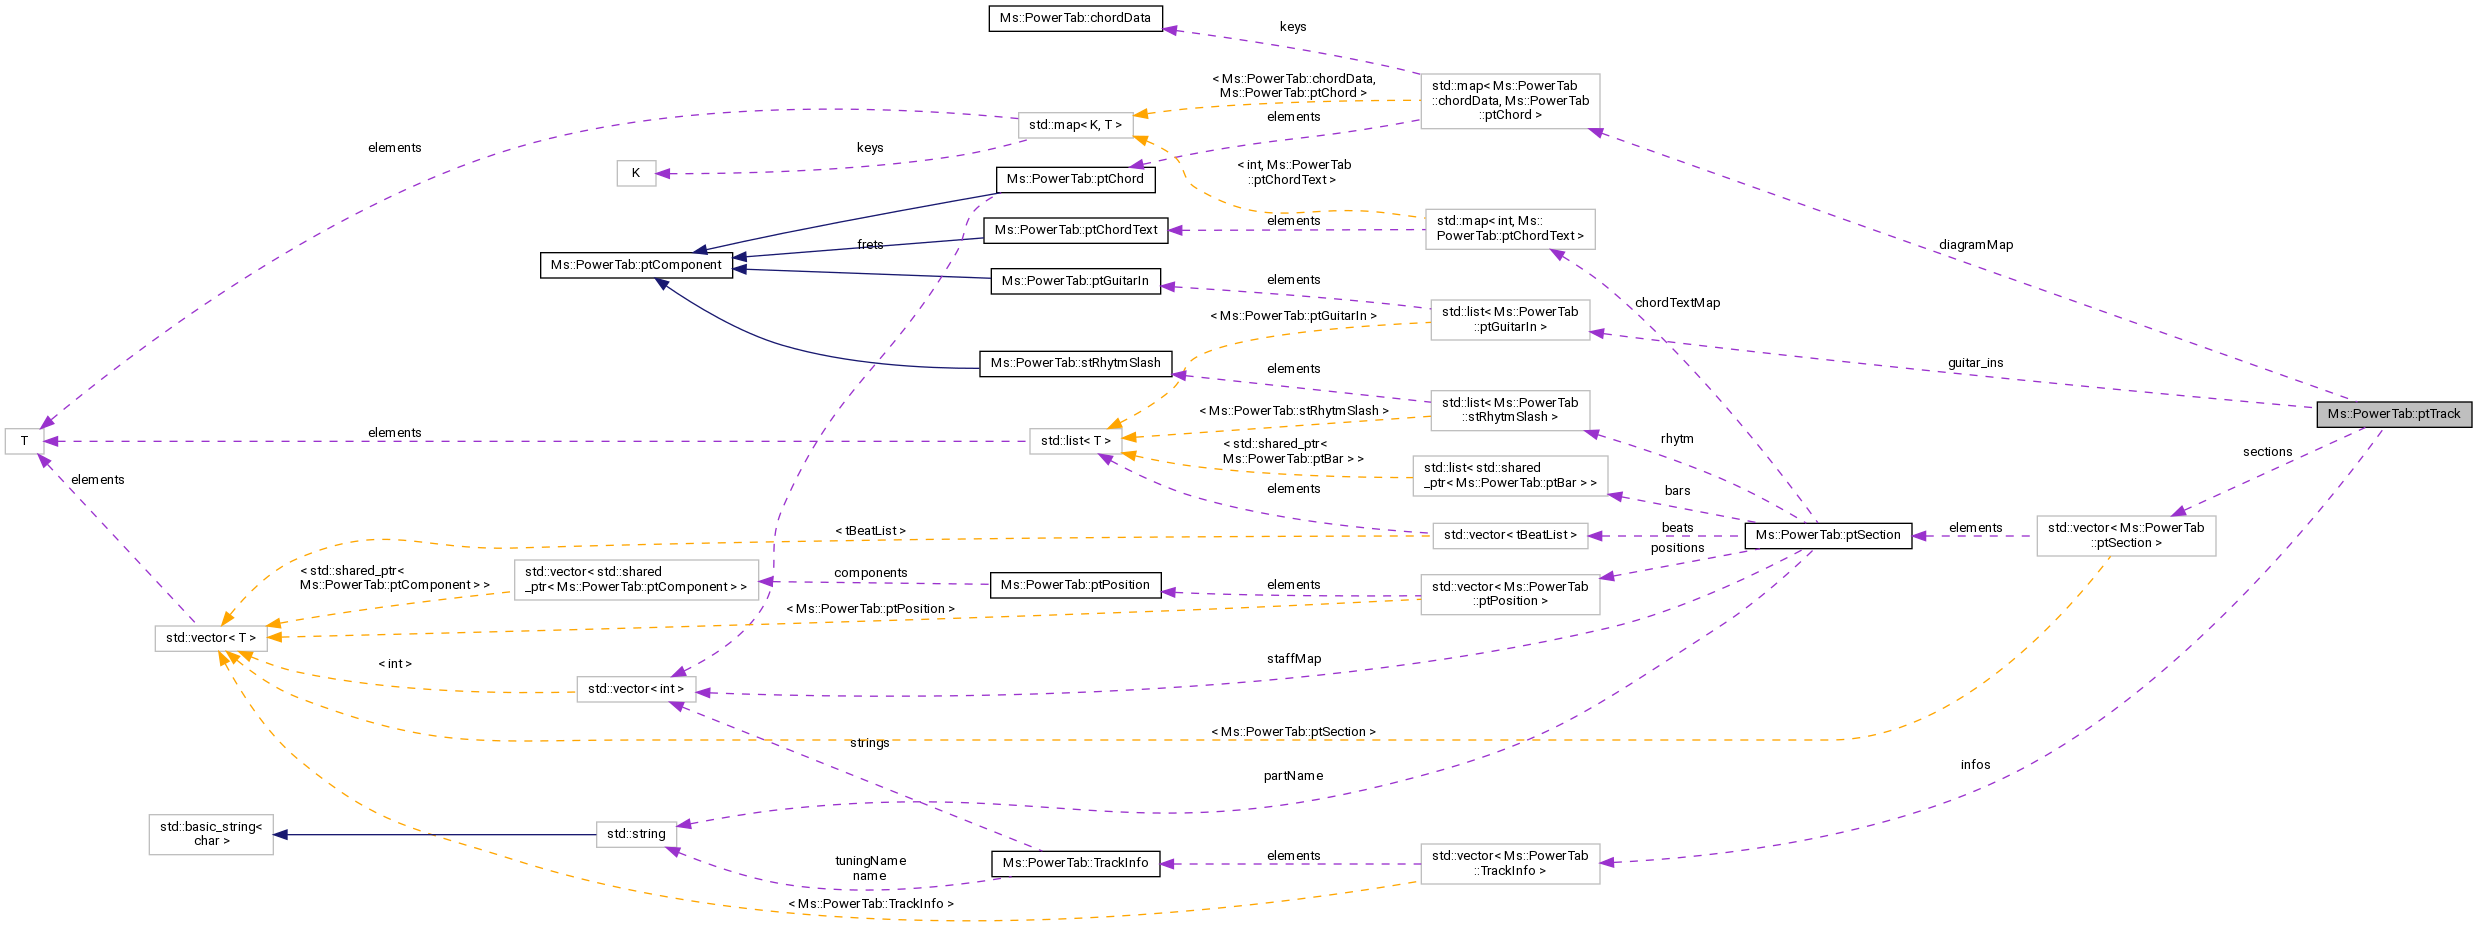 Ms::PowerTab::chordData
keys
std::map< Ms::PowerTab
::chordData, Ms::PowerTab
::ptChord >
< Ms::PowerTab::chordData,
Ms::PowerTab::ptChord >
elements
std::map< K, T >
elements
keys
K
Ms::PowerTab::ptChord
< int, Ms::PowerTab
::ptChordText >
std::map< int, Ms::
PowerTab::ptChordText >
elements
Ms::PowerTab::ptChordText
frets
Ms::PowerTab::ptComponent
Ms::PowerTab::ptGuitarIn
elements
diagramMap
chordTextMap
std::list< Ms::PowerTab
::ptGuitarIn >
< Ms::PowerTab::ptGuitarIn >
guitar_ins
Ms::PowerTab::stRhytmSlash
elements
std::list< Ms::PowerTab
::stRhytmSlash >
< Ms::PowerTab::stRhytmSlash >
Ms::PowerTab::ptTrack
T
elements
std::list< T >
rhytm
< std::shared_ptr<
Ms::PowerTab::ptBar > >
sections
std::list< std::shared
_ptr< Ms::PowerTab::ptBar > >
elements
elements
bars
< tBeatList >
std::vector< tBeatList >
beats
Ms::PowerTab::ptSection
elements
std::vector< Ms::PowerTab
::ptSection >
positions
< std::shared_ptr<
Ms::PowerTab::ptComponent > >
std::vector< std::shared
_ptr< Ms::PowerTab::ptComponent > >
components
Ms::PowerTab::ptPosition
elements
std::vector< Ms::PowerTab
::ptPosition >
< Ms::PowerTab::ptPosition >
std::vector< T >
< int >
staffMap
std::vector< int >
strings
< Ms::PowerTab::ptSection >
partName
infos
std::basic_string<
char >
std::string
tuningName
name
Ms::PowerTab::TrackInfo
elements
std::vector< Ms::PowerTab
::TrackInfo >
< Ms::PowerTab::TrackInfo >